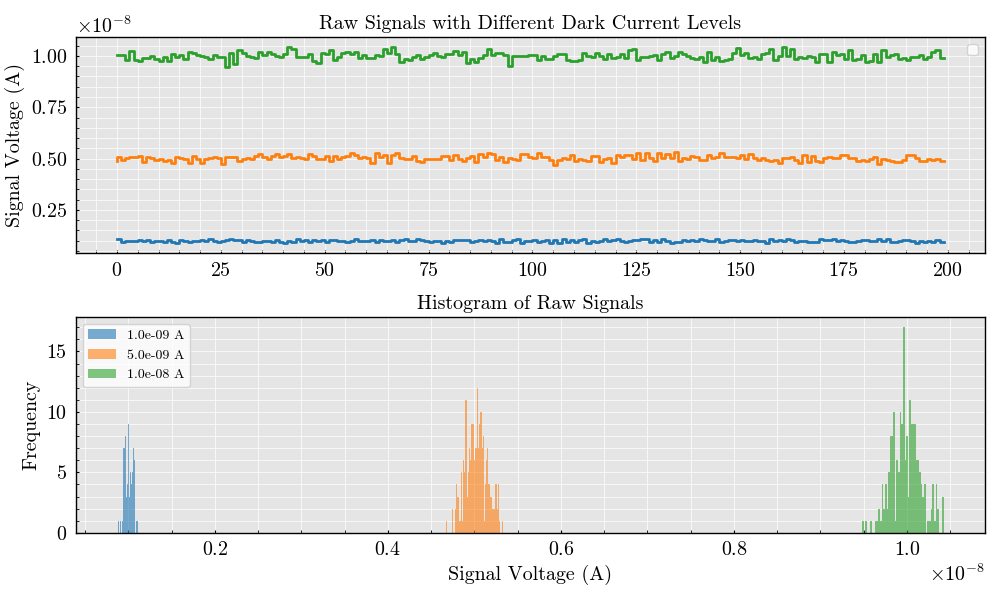 Raw Signals with Different Dark Current Levels
×10⁻⁸
Signal Voltage (A)
1.00
0.75
0.50
0.25
0 25 50 75 100 125 150 175 200
Histogram of Raw Signals
Frequency
15
10
5
0
1.0e-09 A
5.0e-09 A
1.0e-08 A
0.2 0.4 0.6 0.8 1.0
Signal Voltage (A)
×10⁻⁸